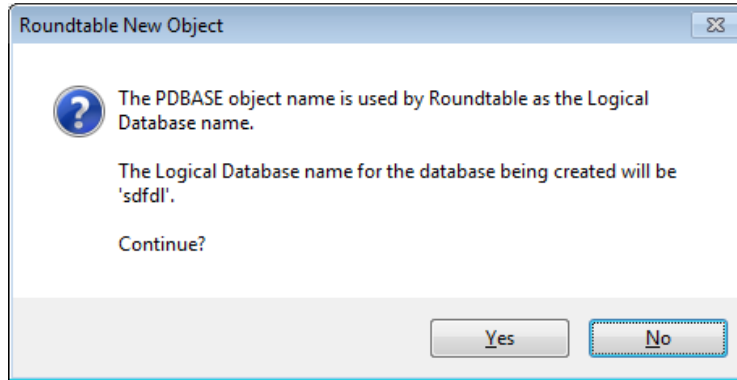 Roundtable New Object
The PDBASE object name is used by Roundtable as the Logical
Database name.
The Logical Database name for the database being created will be
'sdfdl'.
Continue?
Yes
No